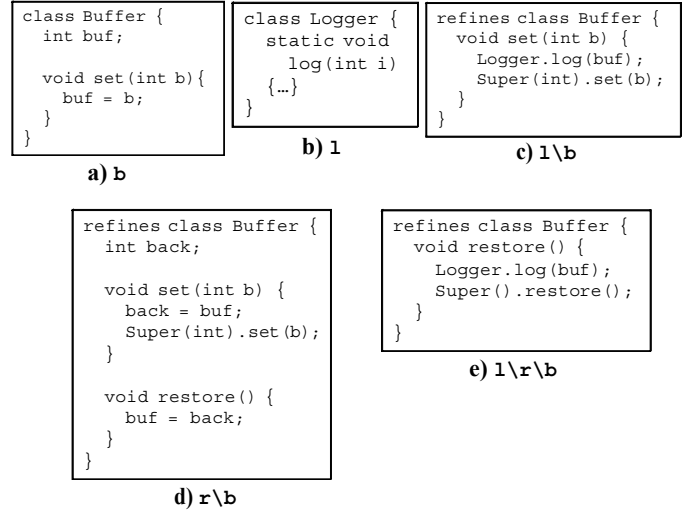 class Buffer {
int buf;
void set(int b){
buf = b;
}
}
a) b
class Logger {
static void
log(int i)
{…}
}
b) l
refines class Buffer {
void set(int b) {
Logger.log(buf);
Super(int).set(b);
}
}
c) l\b
refines class Buffer {
int back;
void set(int b) {
back = buf;
Super(int).set(b);
}
void restore() {
buf = back;
}
}
d) r\b
refines class Buffer {
void restore() {
Logger.log(buf);
Super().restore();
}
}
e) l\r\b